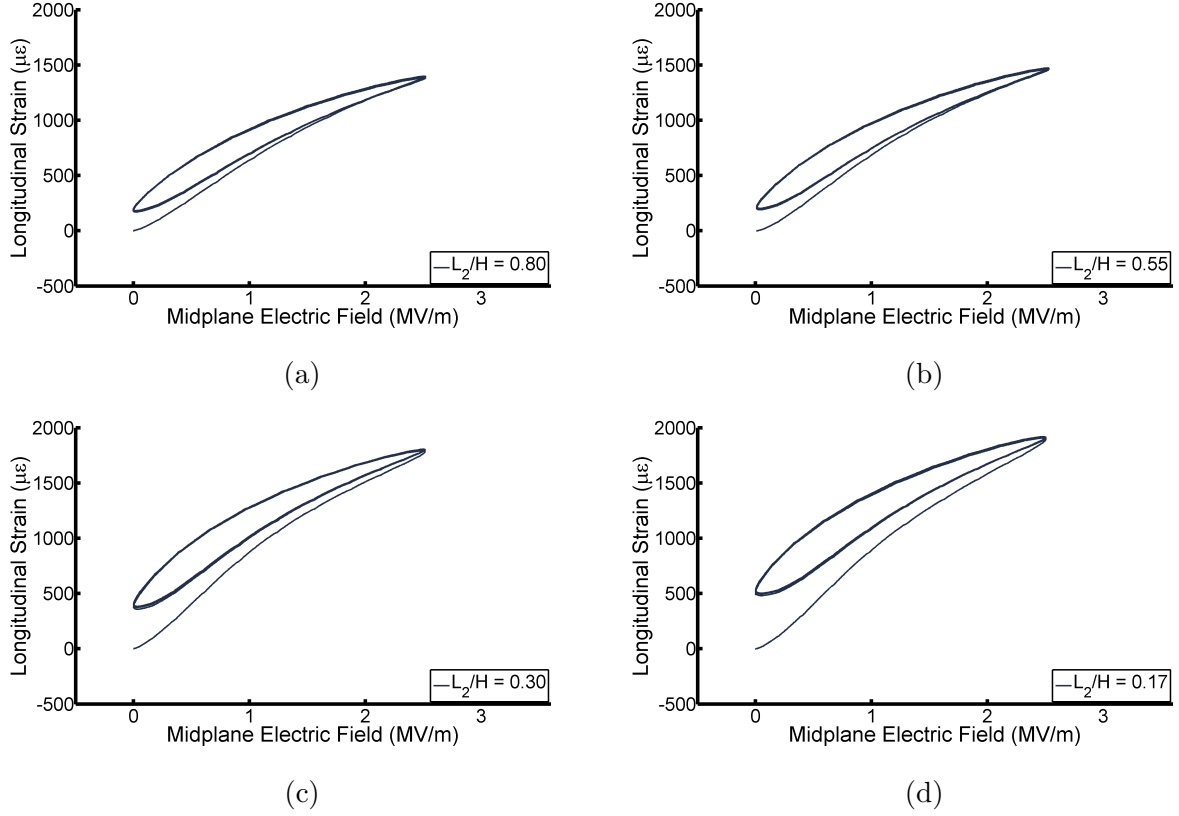 2000
1500
1000
500
0
-500
Longitudinal Strain (με)
0 1 2 3
Midplane Electric Field (MV/m)
L₂/H = 0.80
(a)
2000
1500
1000
500
0
-500
Longitudinal Strain (με)
0 1 2 3
Midplane Electric Field (MV/m)
L₂/H = 0.55
(b)
2000
1500
1000
500
0
-500
Longitudinal Strain (με)
0 1 2 3
Midplane Electric Field (MV/m)
L₂/H = 0.30
(c)
2000
1500
1000
500
0
-500
Longitudinal Strain (με)
0 1 2 3
Midplane Electric Field (MV/m)
L₂/H = 0.17
(d)